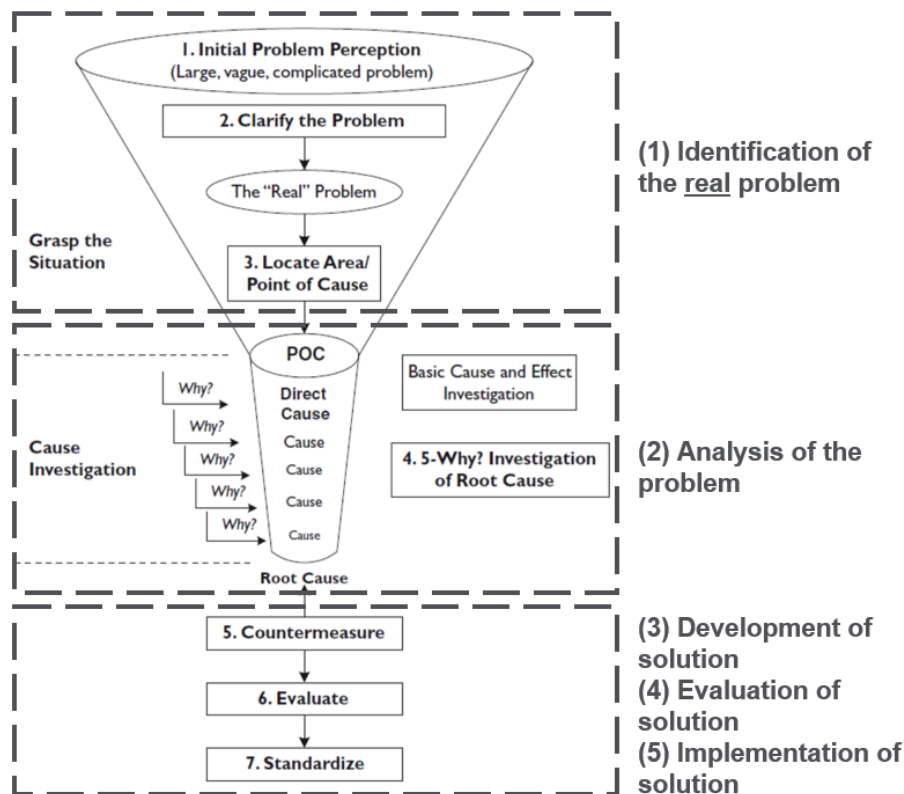 1. Initial Problem Perception
(Large, vague, complicated problem)
2. Clarify the Problem
The "Real" Problem
Grasp the
Situation
3. Locate Area/
Point of Cause
(1) Identification of
the real problem
POC
Direct
Cause
Cause
Cause
Cause
Cause
Why?
Why?
Why?
Why?
Why?
Cause
Investigation
Basic Cause and Effect
Investigation
4. 5-Why? Investigation
of Root Cause
Root Cause
(2) Analysis of the
problem
5. Countermeasure
6. Evaluate
7. Standardize
(3) Development of
solution
(4) Evaluation of
solution
(5) Implementation of
solution